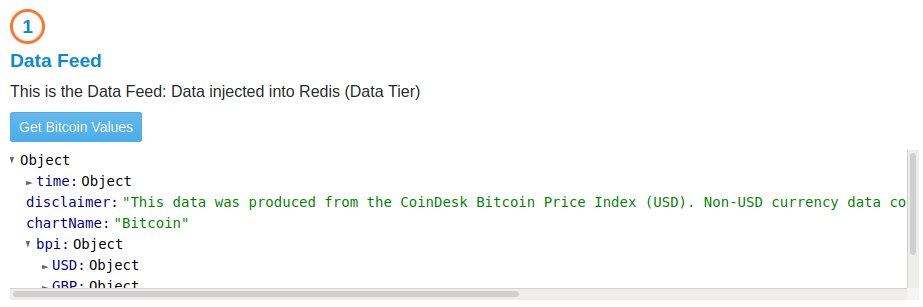 1
Data Feed
This is the Data Feed: Data injected into Redis (Data Tier)
Get Bitcoin Values
Object
time: Object
disclaimer: "This data was produced from the CoinDesk Bitcoin Price Index (USD). Non-USD currency data co
chartName: "Bitcoin"
bpi: Object
USD: Object
GBP: Object